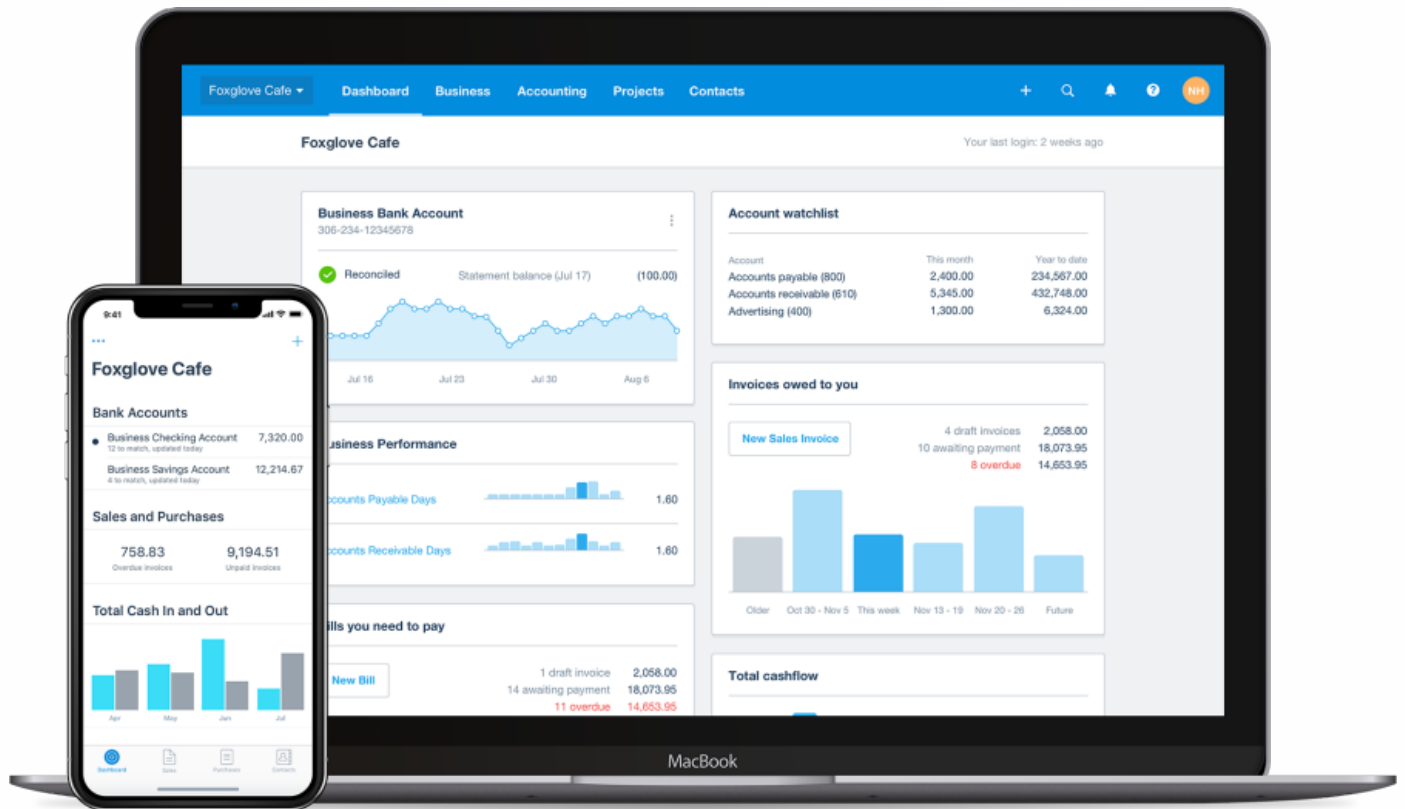 Foxglove Cafe
Dashboard
Business
Accounting
Projects
Contacts
+
?
NH
Foxglove Cafe
Your last login: 2 weeks ago
Business Bank Account
306-234-12345678
Reconciled
Statement balance (Jul 17)
(100.00)
Jul 16
Jul 23
Jul 30
Aug 6
usiness Performance
ccounts Payable Days
1.60
ccounts Receivable Days
1.60
ills you need to pay
New Bill
1 draft invoice 2,058.00
14 awaiting payment 18,073.95
11 overdue 14,653.95
Account watchlist
Account This month Year to date
Accounts payable (800) 2,400.00 234,567.00
Accounts receivable (610) 5,345.00 432,748.00
Advertising (400) 1,300.00 6,324.00
Invoices owed to you
New Sales Invoice
4 draft invoices 2,058.00
10 awaiting payment 18,073.95
8 overdue 14,653.95
Older
Oct 30 - Nov 5
This week
Nov 13 - 19
Nov 20 - 26
Future
Total cashflow
MacBook
9:41
+
Foxglove Cafe
Bank Accounts
Business Checking Account 7,320.00
12 to match, updated today
Business Savings Account 12,214.67
4 to match, updated today
Sales and Purchases
758.83 9,194.51
Overdue invoices Unpaid invoices
Total Cash In and Out
Apr
May
Jan
Jul
Dashboard
Sales
Purchases
Contacts